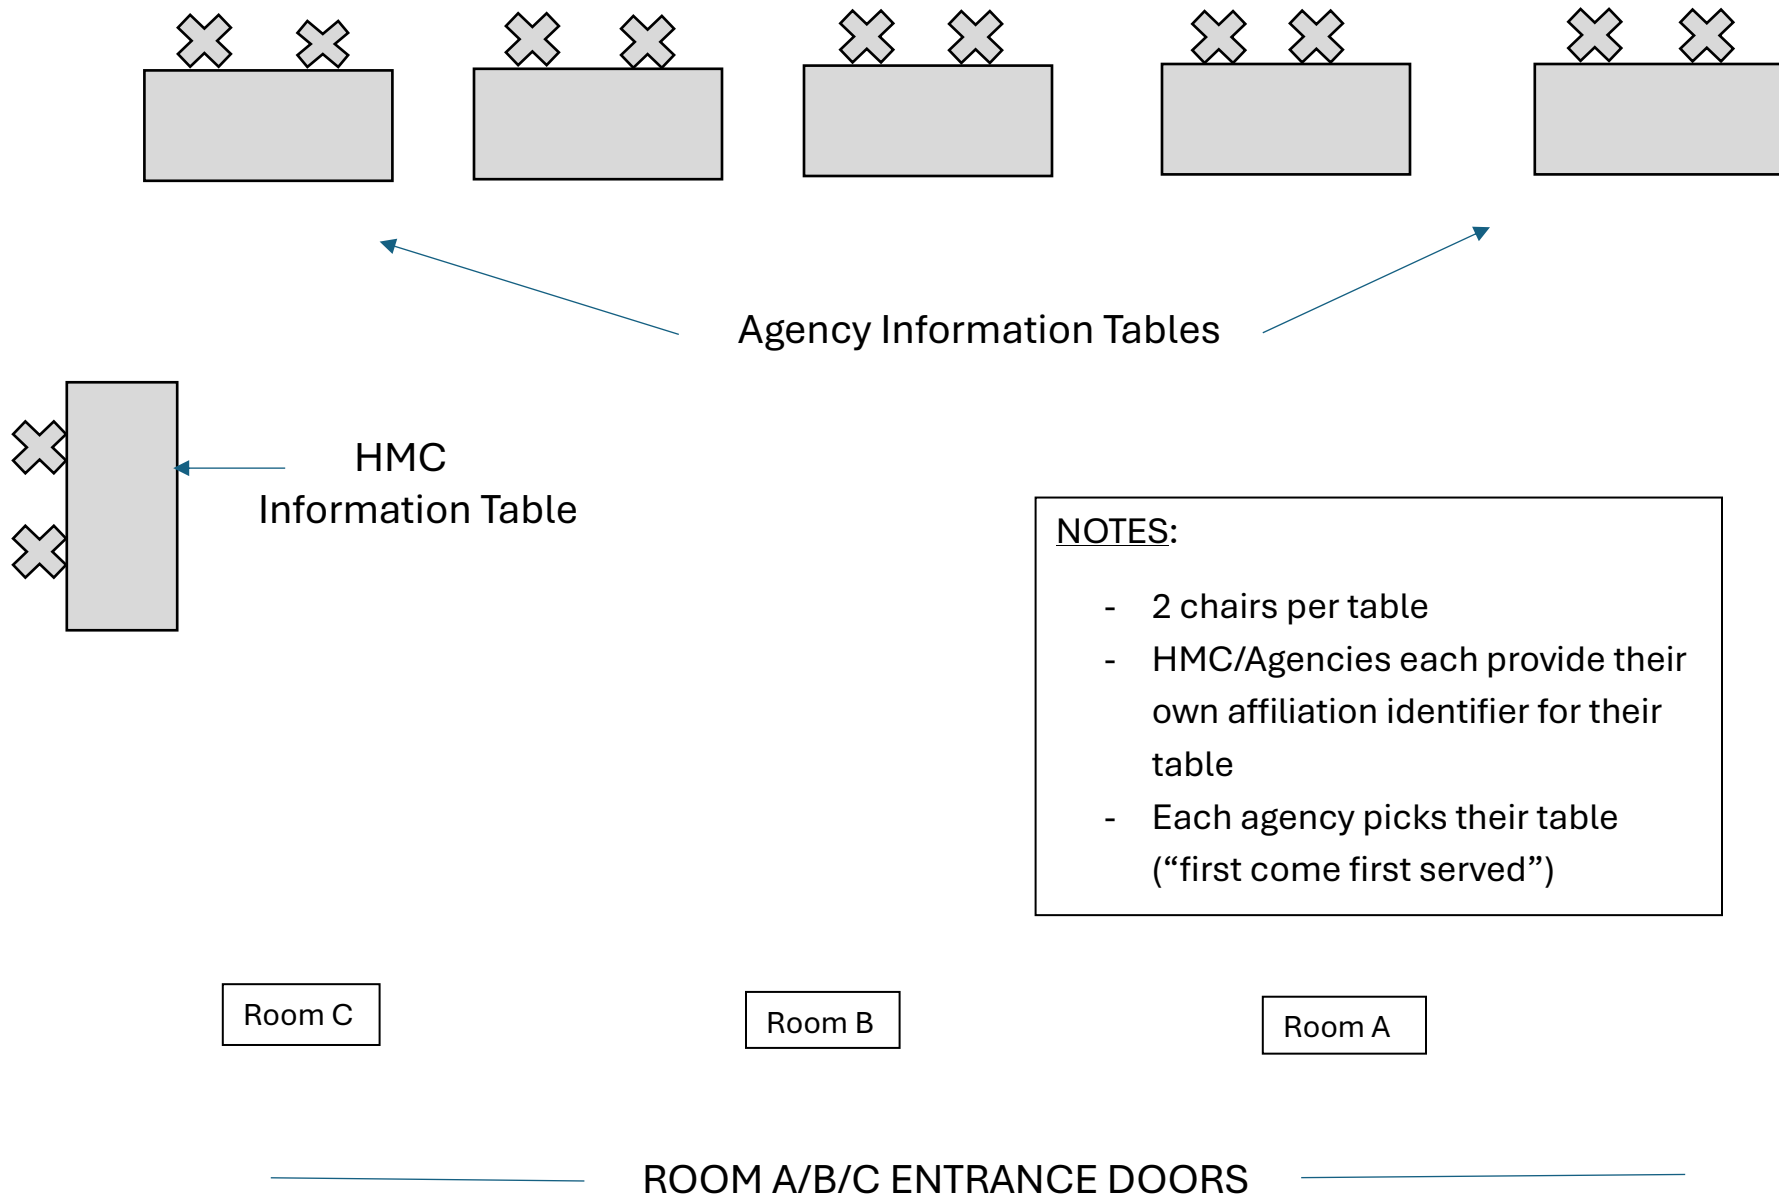 Agency Information Tables
HMC
Information Table
NOTES:
- 2 chairs per table
- HMC/Agencies each provide their
own affiliation identifier for their
table
- Each agency picks their table
(“first come first served”)
Room C
Room B
Room A
ROOM A/B/C ENTRANCE DOORS